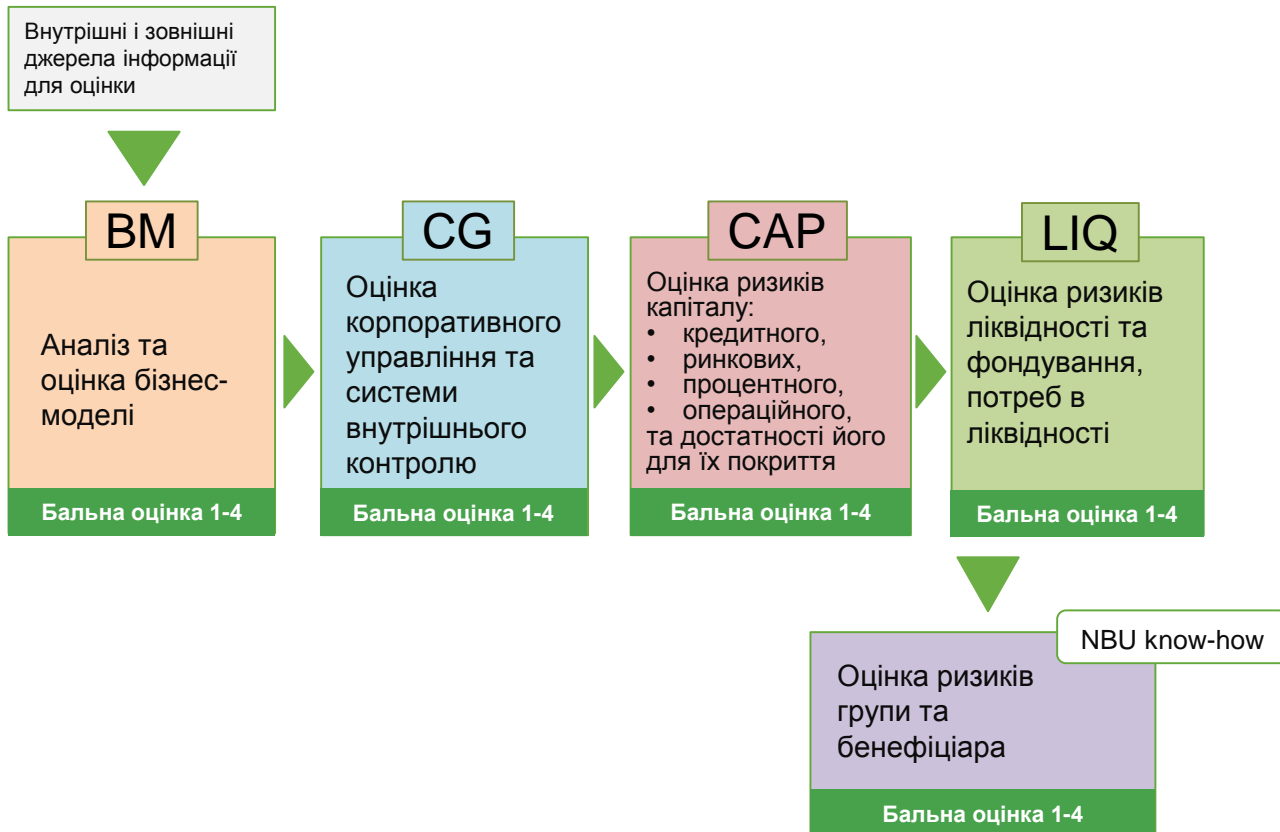 Внутрішні і зовнішні
джерела інформації
для оцінки
BM
Аналіз та
оцінка бізнес-
моделі
Бальна оцінка 1-4
CG
Оцінка
корпоративного
управління та
системи
внутрішнього
контролю
Бальна оцінка 1-4
CAP
Оцінка ризиків
капіталу:
• кредитного,
• ринкових,
• процентного,
• операційного,
та достатності його
для їх покриття
Бальна оцінка 1-4
LIQ
Оцінка ризиків
ліквідності та
фондування,
потреб в
ліквідності
Бальна оцінка 1-4
NBU know-how
Оцінка ризиків
групи та
бенефіціара
Бальна оцінка 1-4